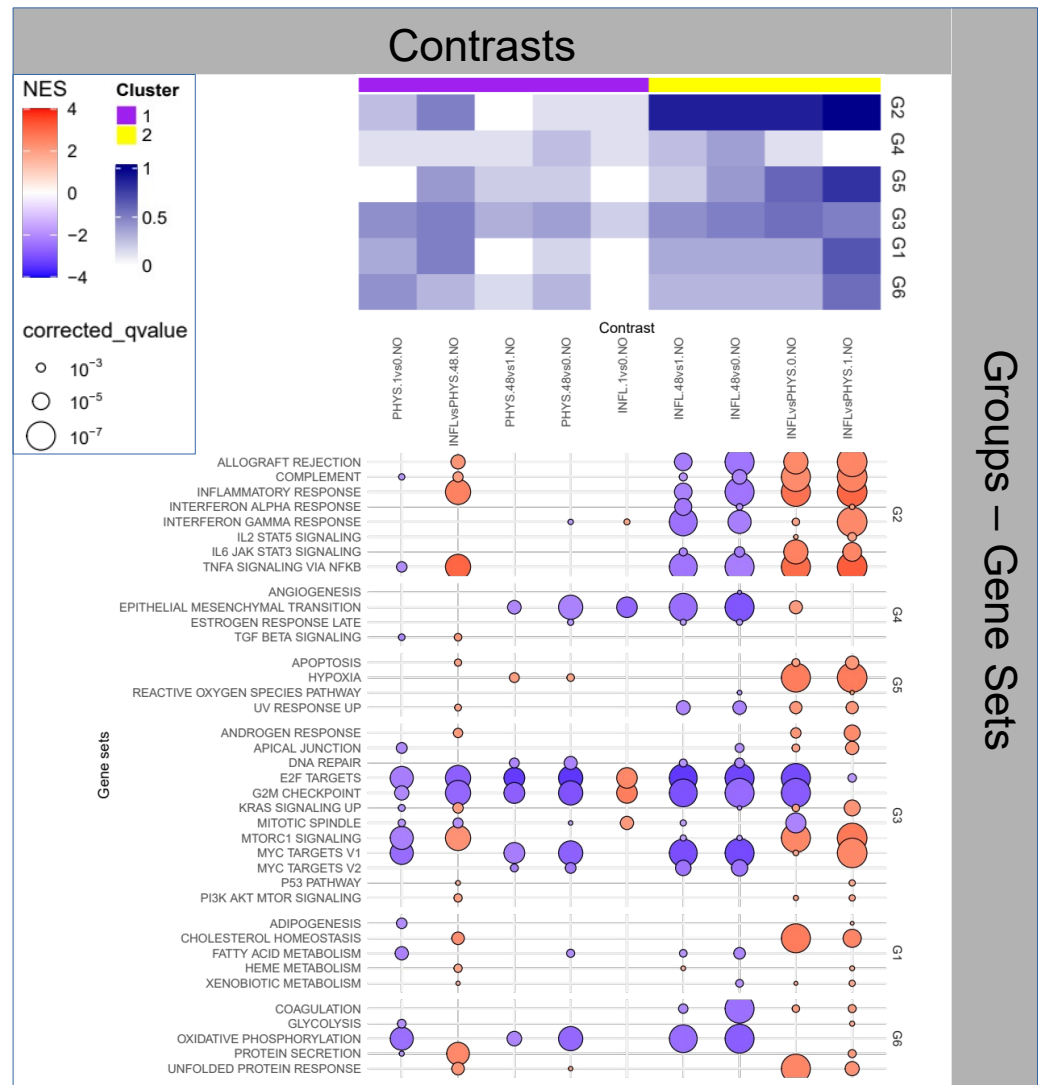 Contrasts
NES
4
2
0
−2
−4
Cluster
1
2
1
0.5
0
corrected_qvalue
10⁻³
10⁻⁵
10⁻⁷
G2
G4
G5
G3
G1
G6
Contrast
PHYS.1vs0.NO
INFLvsPHYS.48.NO
PHYS.48vs1.NO
PHYS.48vs0.NO
INFL.1vs0.NO
INFL.48vs1.NO
INFL.48vs0.NO
INFLvsPHYS.0.NO
INFLvsPHYS.1.NO
Groups – Gene Sets
Gene sets
ALLOGRAFT REJECTION
COMPLEMENT
INFLAMMATORY RESPONSE
INTERFERON ALPHA RESPONSE
INTERFERON GAMMA RESPONSE
IL2 STAT5 SIGNALING
IL6 JAK STAT3 SIGNALING
TNFA SIGNALING VIA NFKB
G2
ANGIOGENESIS
EPITHELIAL MESENCHYMAL TRANSITION
ESTROGEN RESPONSE LATE
TGF BETA SIGNALING
G4
APOPTOSIS
HYPOXIA
REACTIVE OXYGEN SPECIES PATHWAY
UV RESPONSE UP
G5
ANDROGEN RESPONSE
APICAL JUNCTION
DNA REPAIR
E2F TARGETS
G2M CHECKPOINT
KRAS SIGNALING UP
MITOTIC SPINDLE
MTORC1 SIGNALING
MYC TARGETS V1
MYC TARGETS V2
P53 PATHWAY
PI3K AKT MTOR SIGNALING
G3
ADIPOGENESIS
CHOLESTEROL HOMEOSTASIS
FATTY ACID METABOLISM
HEME METABOLISM
XENOBIOTIC METABOLISM
G1
COAGULATION
GLYCOLYSIS
OXIDATIVE PHOSPHORYLATION
PROTEIN SECRETION
UNFOLDED PROTEIN RESPONSE
G6